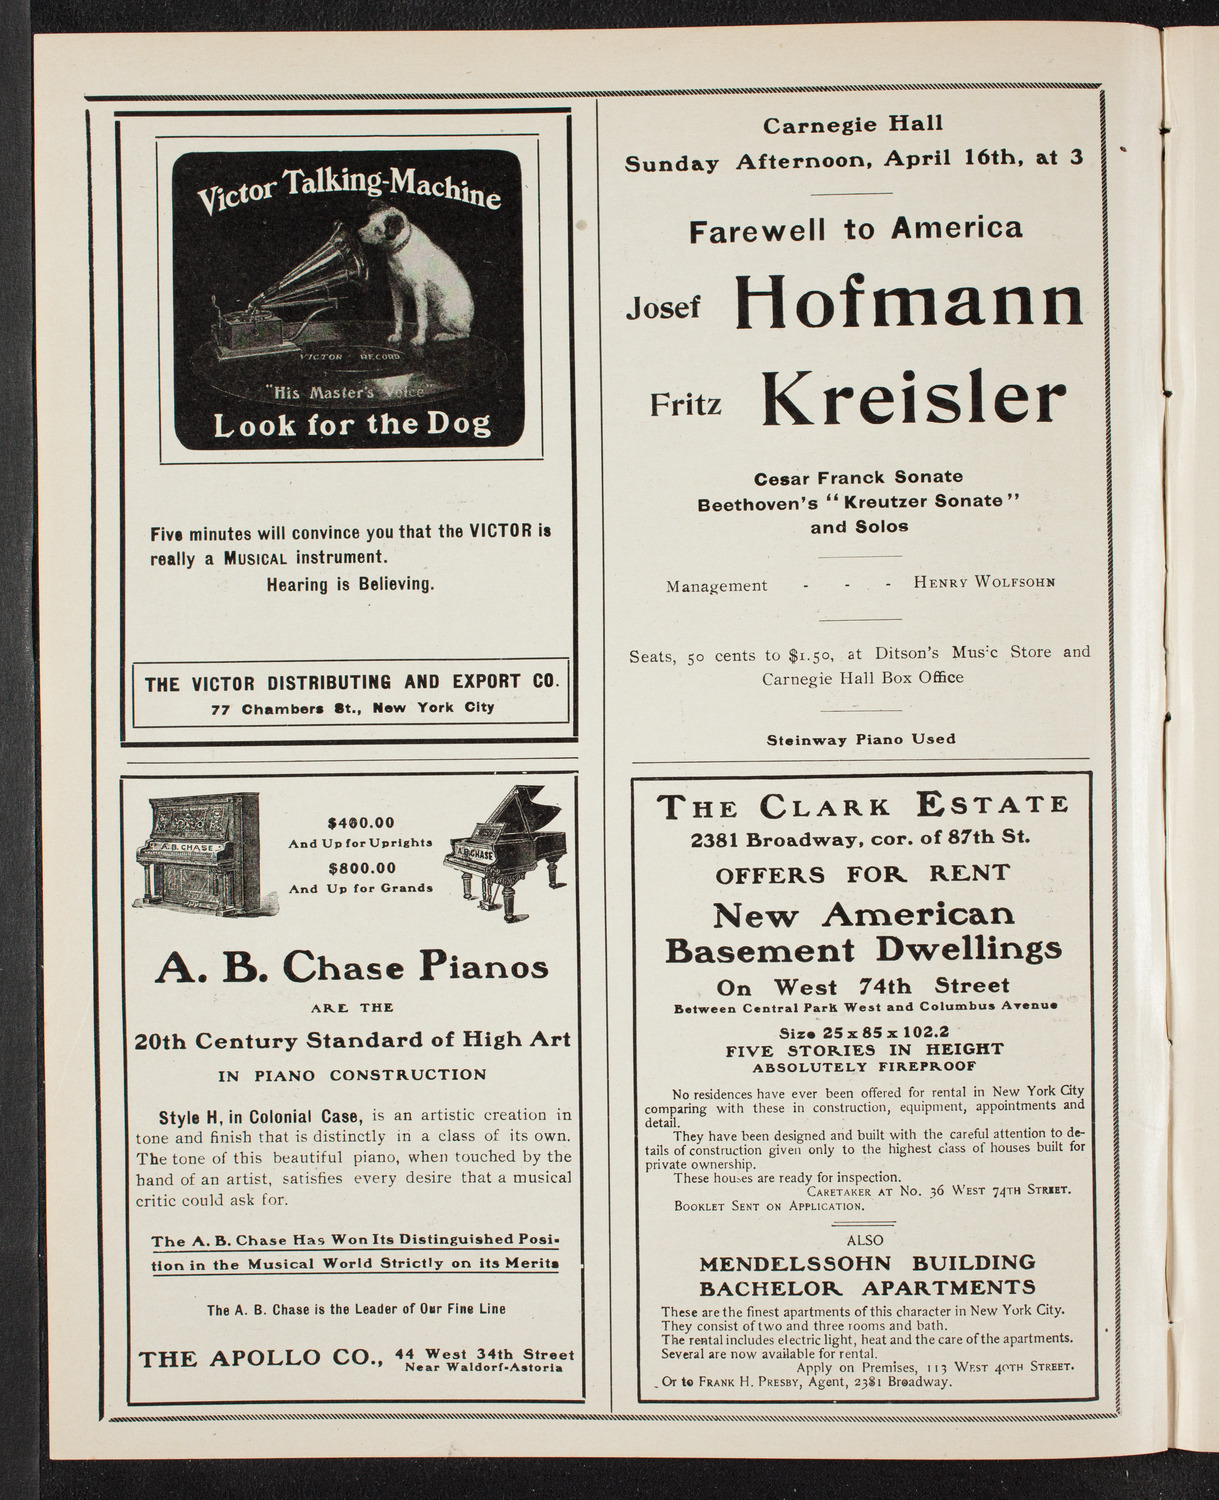 Victor Talking-Machine
VICTOR RECORD
"His Master's Voice"
Look for the Dog
Five minutes will convince you that the VICTOR is
really a MUSICAL instrument.
Hearing is Believing.
THE VICTOR DISTRIBUTING AND EXPORT CO.
77 Chambers St., New York City
A.B. CHASE
$400.00
And Up for Uprights
$800.00
And Up for Grands
A.B. CHASE
A. B. Chase Pianos
ARE THE
20th Century Standard of High Art
IN PIANO CONSTRUCTION
Style H, in Colonial Case, is an artistic creation in
tone and finish that is distinctly in a class of its own.
The tone of this beautiful piano, when touched by the
hand of an artist, satisfies every desire that a musical
critic could ask for.
The A. B. Chase Has Won Its Distinguished Posi-
tion in the Musical World Strictly on its Merits
The A. B. Chase is the Leader of Our Fine Line
THE APOLLO CO., 44 West 34th Street
Near Waldorf-Astoria
Carnegie Hall
Sunday Afternoon, April 16th, at 3
Farewell to America
Josef Hofmann
Fritz Kreisler
Cesar Franck Sonate
Beethoven's "Kreutzer Sonate"
and Solos
Management - - - HENRY WOLFSOHN
Seats, 50 cents to $1.50, at Ditson's Music Store and
Carnegie Hall Box Office
Steinway Piano Used
THE CLARK ESTATE
2381 Broadway, cor. of 87th St.
OFFERS FOR RENT
New American
Basement Dwellings
On West 74th Street
Between Central Park West and Columbus Avenue
Size 25 x 85 x 102.2
FIVE STORIES IN HEIGHT
ABSOLUTELY FIREPROOF
No residences have ever been offered for rental in New York City
comparing with these in construction, equipment, appointments and
detail.
They have been designed and built with the careful attention to de-
tails of construction given only to the highest class of houses built for
private ownership.
These houses are ready for inspection.
CARETAKER AT NO. 36 WEST 74TH STREET.
BOOKLET SENT ON APPLICATION.
ALSO
MENDELSSOHN BUILDING
BACHELOR APARTMENTS
These are the finest apartments of this character in New York City.
They consist of two and three rooms and bath.
The rental includes electric light, heat and the care of the apartments.
Several are now available for rental.
Apply on Premises, 113 WEST 40TH STREET.
Or to FRANK H. PRESBY, Agent, 2381 Broadway.